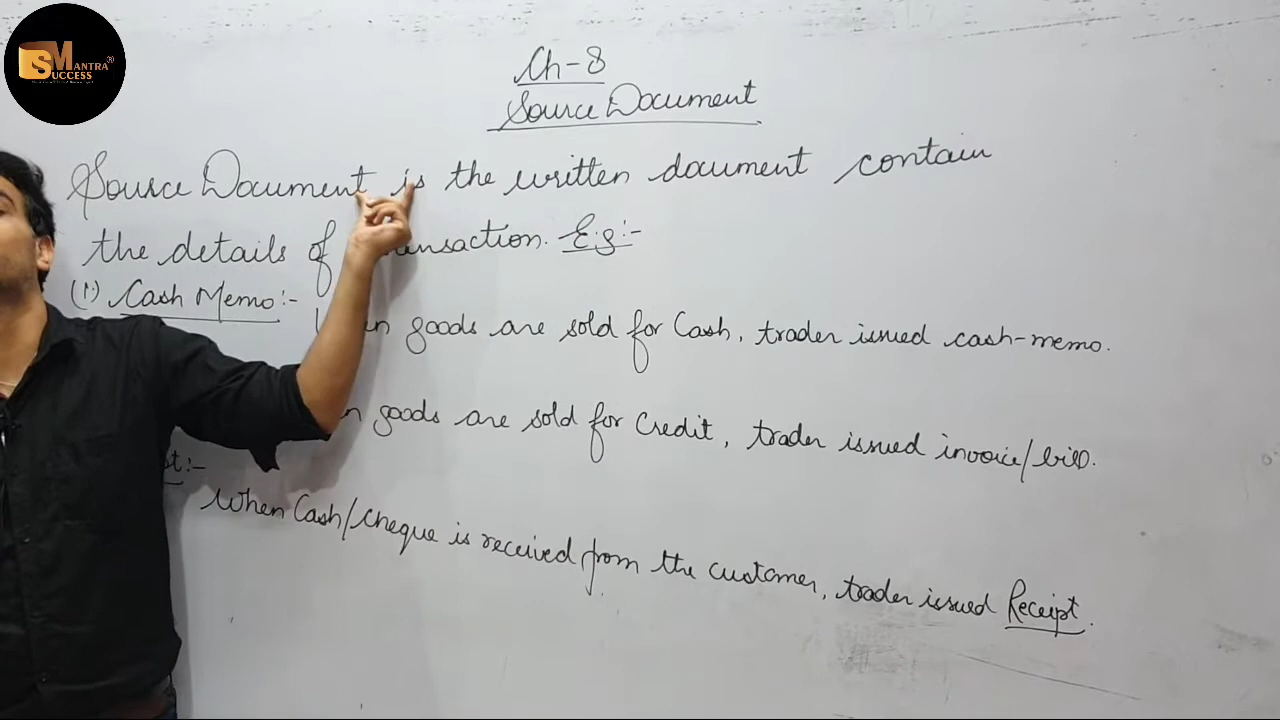 MANTRA®
SUCCESS
Ch-8
Source Document
Source Document is the written document contain
the details of transaction. E.g:-
(1.) Cash Memo:-
goods are sold for Cash, trader issued cash-memo.
goods are sold for Credit, trader issued invoice/bill.
When Cash/Cheque is received from the customer, trader issued Receipt.